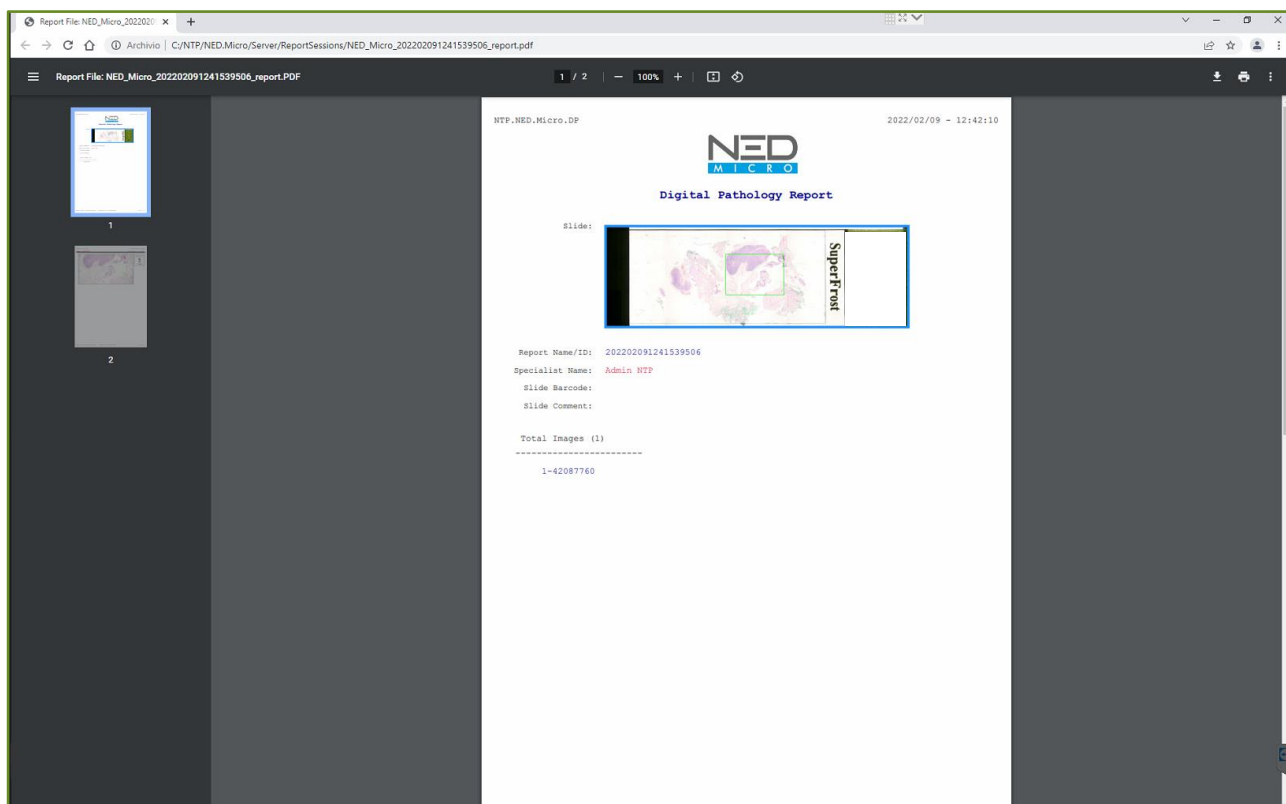 Report File: NED_Micro_2022020
Archivio | C:/NTP/NED.Micro/Server/ReportSessions/NED_Micro_202202091241539506_report.pdf
Report File: NED_Micro_202202091241539506_report.PDF
1 / 2
100%
1
2
NTP.NED.Micro.DP
2022/02/09 - 12:42:10
NED
MICRO
Digital Pathology Report
Slide:
SuperFrost
Report Name/ID: 202202091241539506
Specialist Name: Admin NTP
Slide Barcode:
Slide Comment:
Total Images (1)
------------------------
1-42087760